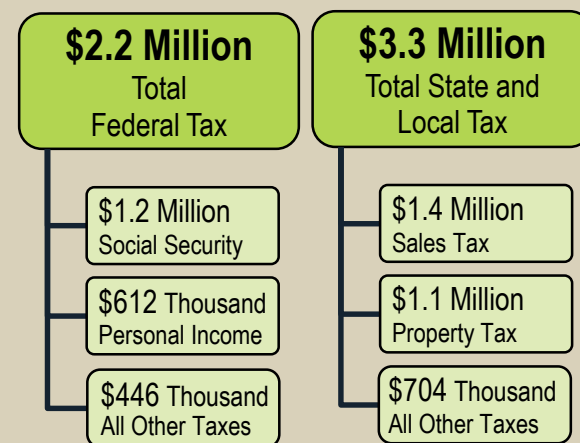 $2.2 Million
Total
Federal Tax
$1.2 Million
Social Security
$612 Thousand
Personal Income
$446 Thousand
All Other Taxes
$3.3 Million
Total State and
Local Tax
$1.4 Million
Sales Tax
$1.1 Million
Property Tax
$704 Thousand
All Other Taxes